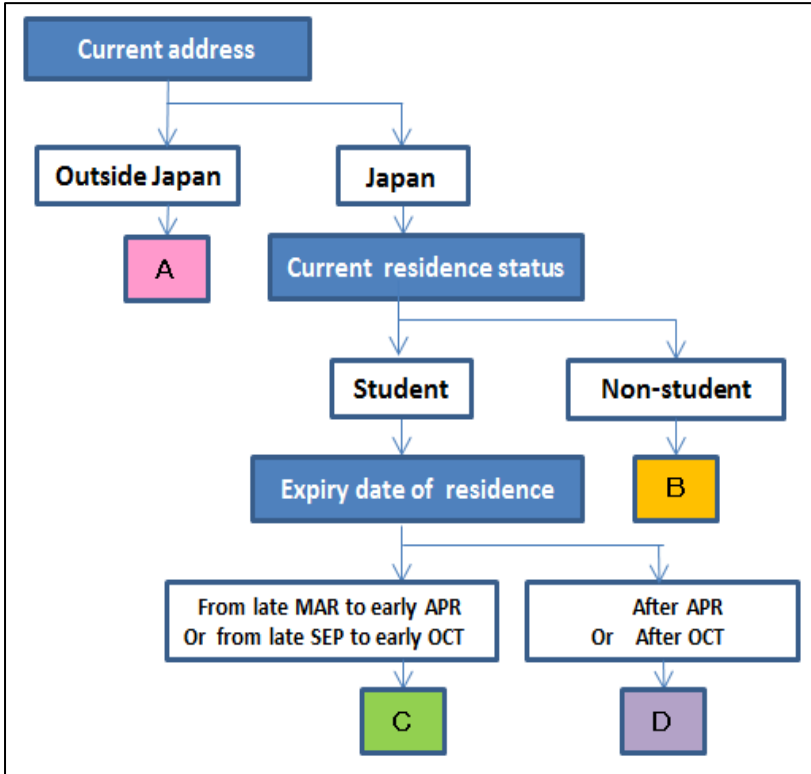 Current address
Outside Japan
Japan
A
Current residence status
Student
Non-student
Expiry date of residence
B
From late MAR to early APR
Or from late SEP to early OCT
After APR
Or After OCT
C
D